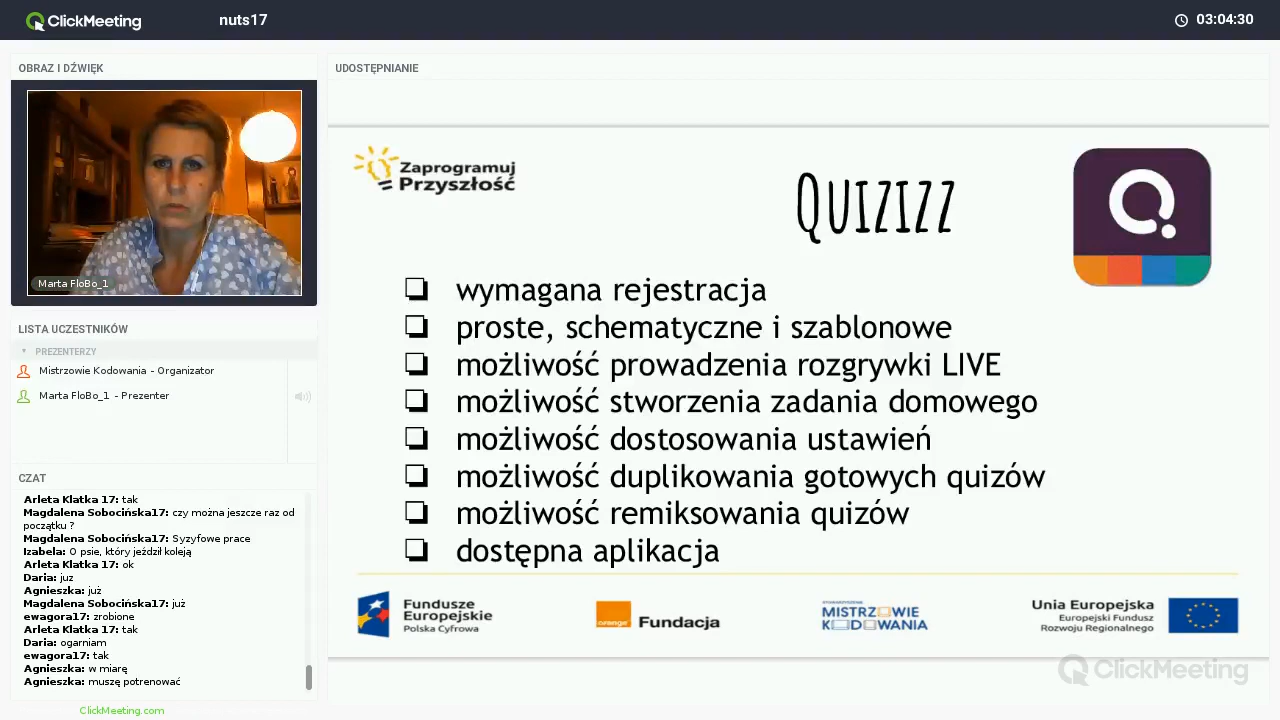 ClickMeeting
nuts17
03:04:30
OBRAZ I DŹWIĘK
Marta FloBo_1
LISTA UCZESTNIKÓW
PREZENTERZY
Mistrzowie Kodowania - Organizator
Marta FloBo_1 - Prezenter
CZAT
Arleta Klatka 17: tak
Magdalena Sobocińska17: czy można jeszcze raz od
początku ?
Magdalena Sobocińska17: Syzyfowe prace
Izabela: O psie, który jeździł koleją
Arleta Klatka 17: ok
Daria: juz
Agnieszka: już
Magdalena Sobocińska17: już
ewagora17: zrobione
Arleta Klatka 17: tak
Daria: ogarniam
ewagora17: tak
Agnieszka: w miarę
Agnieszka: muszę potrenować
ClickMeeting.com
UDOSTĘPNIANIE
Zaprogramuj
Przyszłość
QUIZIZZ
wymagana rejestracja
proste, schematyczne i szablonowe
możliwość prowadzenia rozgrywki LIVE
możliwość stworzenia zadania domowego
możliwość dostosowania ustawień
możliwość duplikowania gotowych quizów
możliwość remiksowania quizów
dostępna aplikacja
Fundusze
Europejskie
Polska Cyfrowa
orange
Fundacja
STOWARZYSZENIE
MISTRZOWIE
KODOWANIA
Unia Europejska
Europejski Fundusz
Rozwoju Regionalnego
ClickMeeting